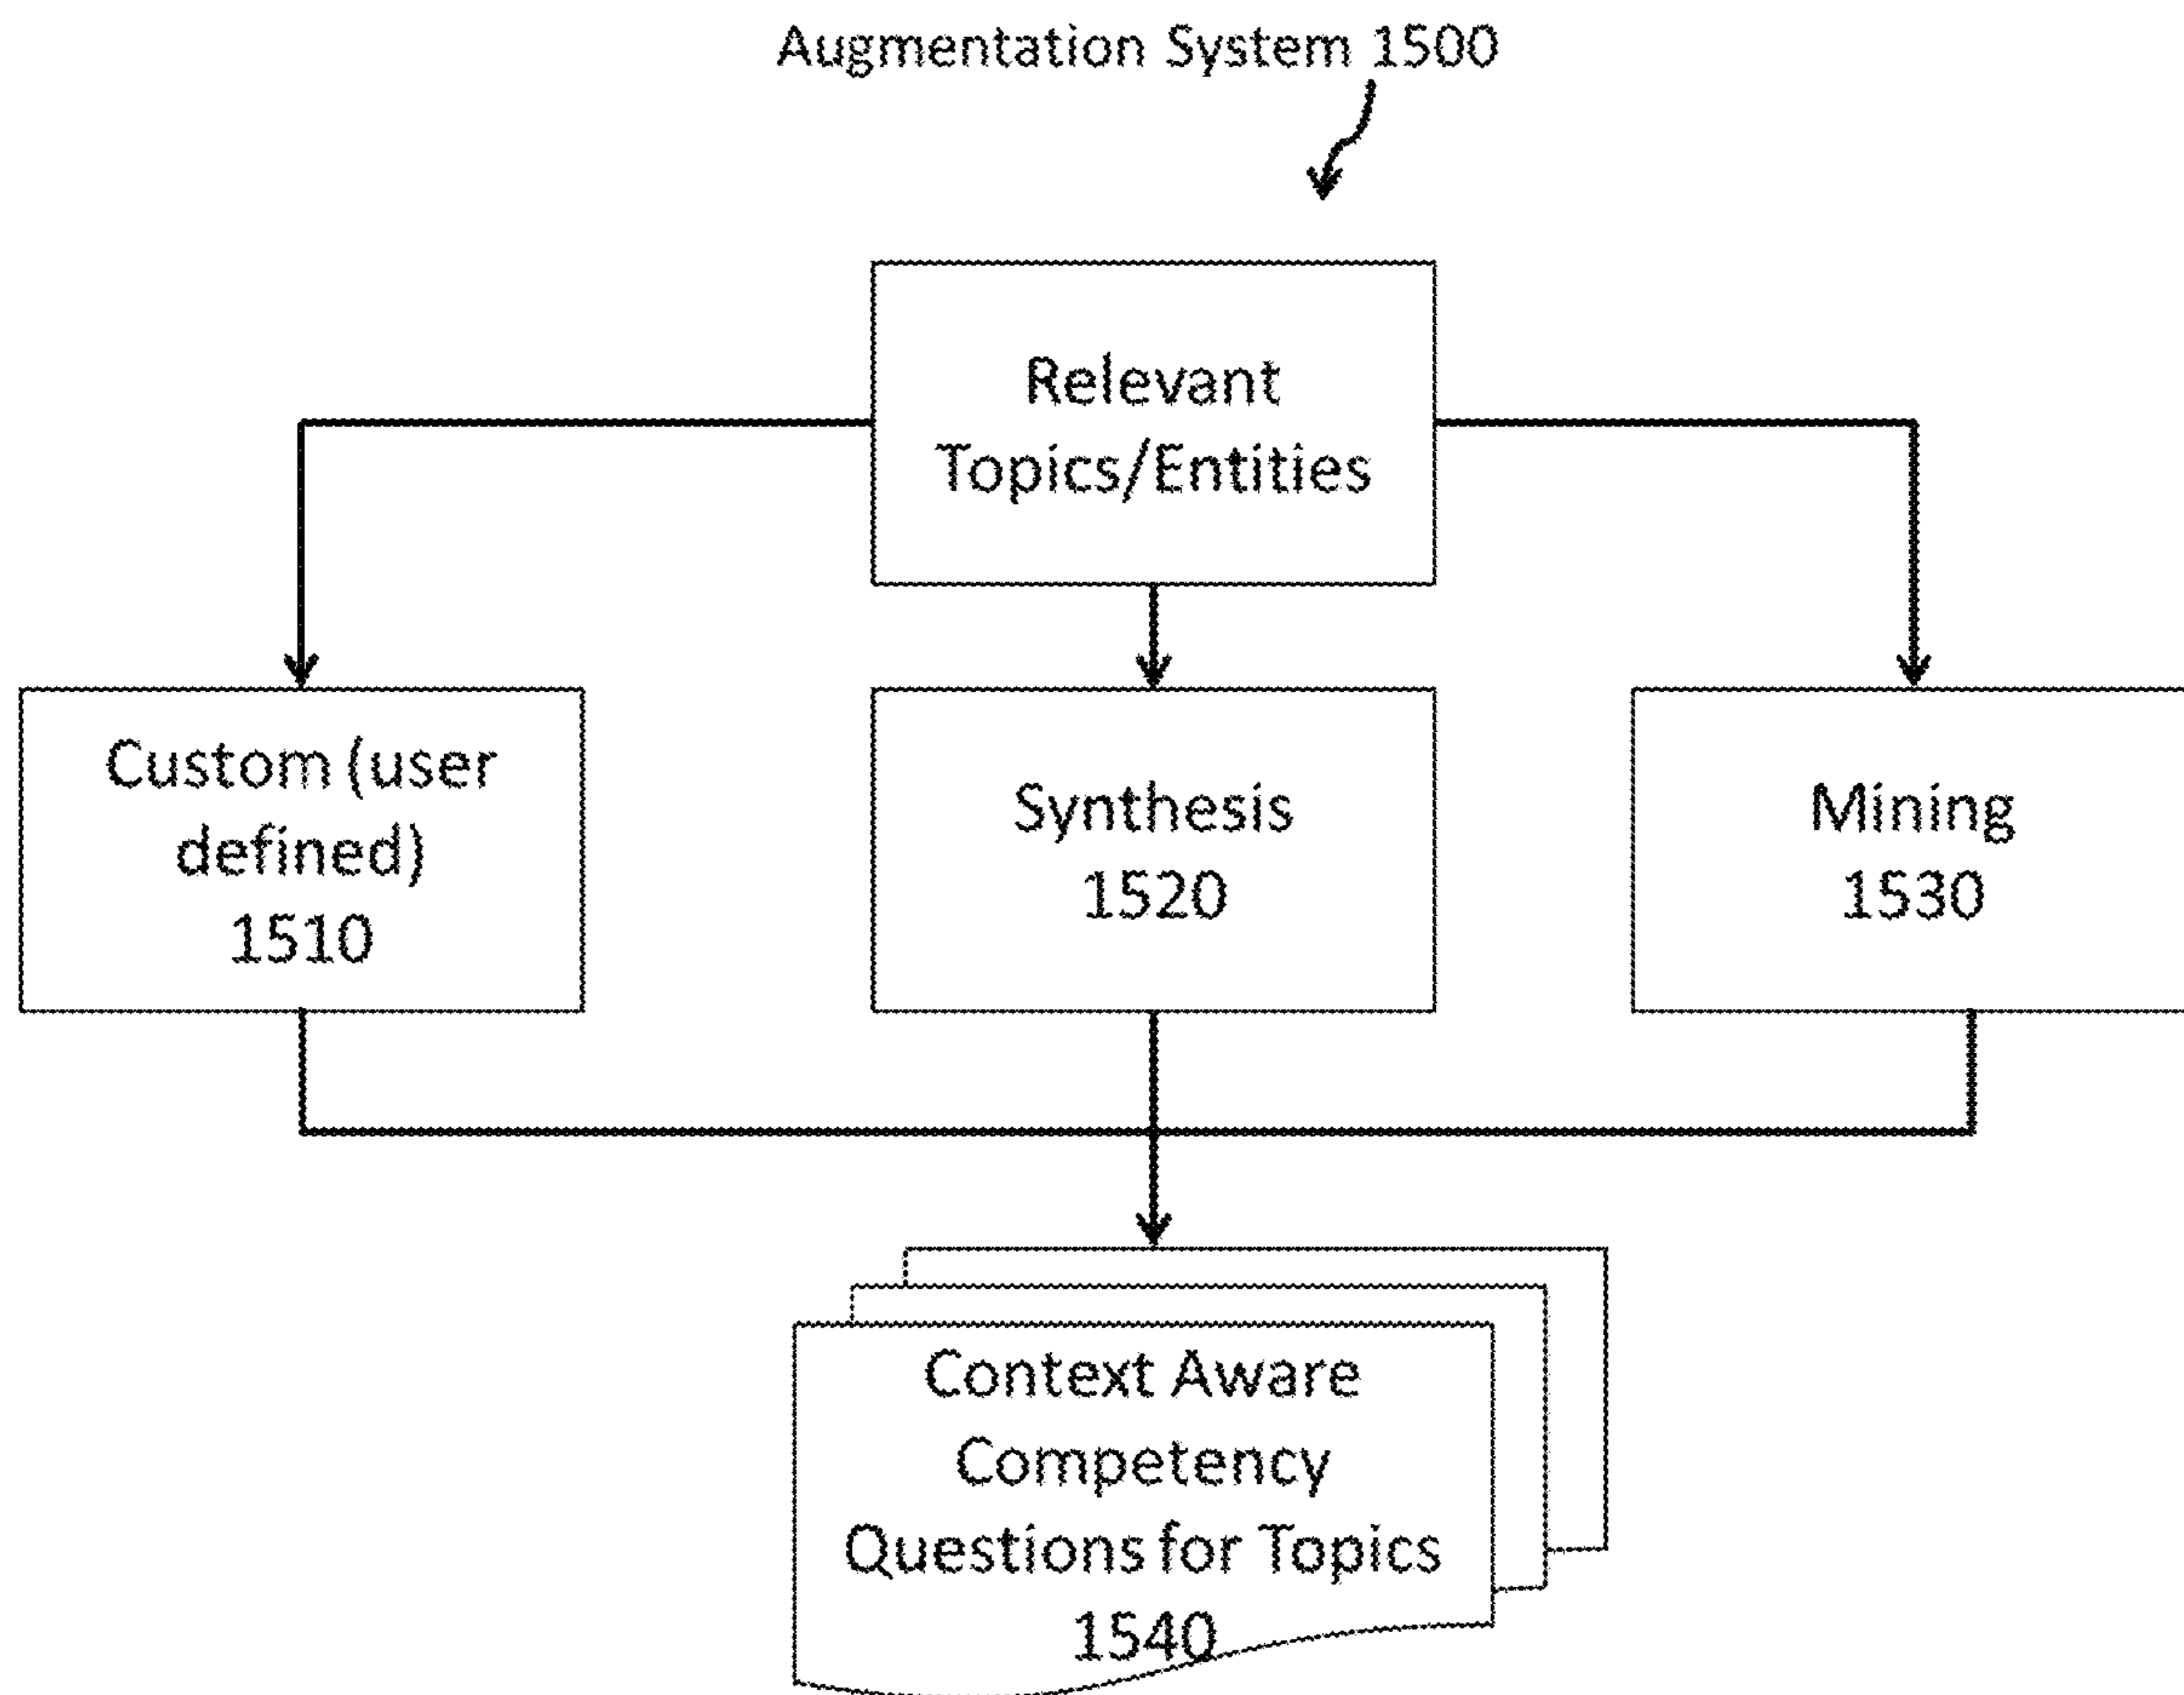 Augmentation System 1500
Relevant
Topics/Entities
Custom (user
defined)
1510
Synthesis
1520
Mining
1530
Context Aware
Competency
Questions for Topics
1540